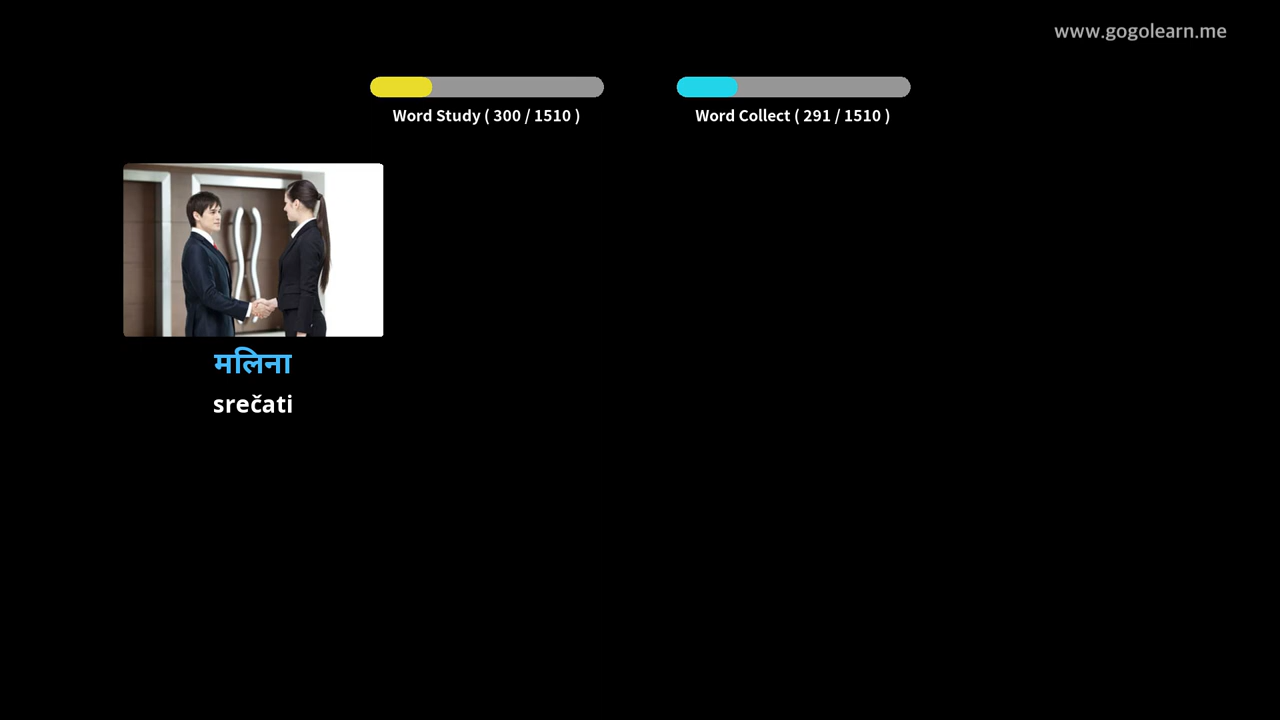 www.gogolearn.me
Word Study ( 300 / 1510 )
Word Collect ( 291 / 1510 )
मलिना
srečati